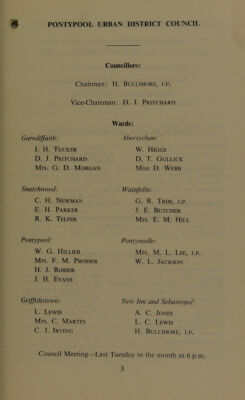 PONTYPOOL URBAN DISTRICT COUNCIL
Councillors:
Chairman: H. BULLIMORE, J.P.
Vice-Chairman: D. J. PRITCHARD
Wards:
Garndiffaith:
I. H. TUCKER
D. J. PRITCHARD
Mrs. G. D. MORGAN
Abersychan:
W. HIGGS
D. T. GULLICK
Miss D. WEBB
Snatchwood:
C. H. NEWMAN
E. H. PARKER
R. K. TELFER
Wainfelin:
G. R. TRIM, J.P.
J. E. BUTCHER
Mrs. E. M. HILL
Pontypool:
W. G. HILLIER
Mrs. F. M. PROSSER
H. J. ROSSER
J. H. EVANS
Pontymoile:
Mrs. M. L. LEE, J.P.
W. L. JACKSON
Griffithstown:
L. LEWIS
Mrs. C. MARTIN
C. J. IRVING
New Inn and Sebastopol:
A. C. JONES
L. C. LEWIS
H. BULLIMORE, J.P.
Council Meeting—Last Tuesday in the month at 6 p.m.
3